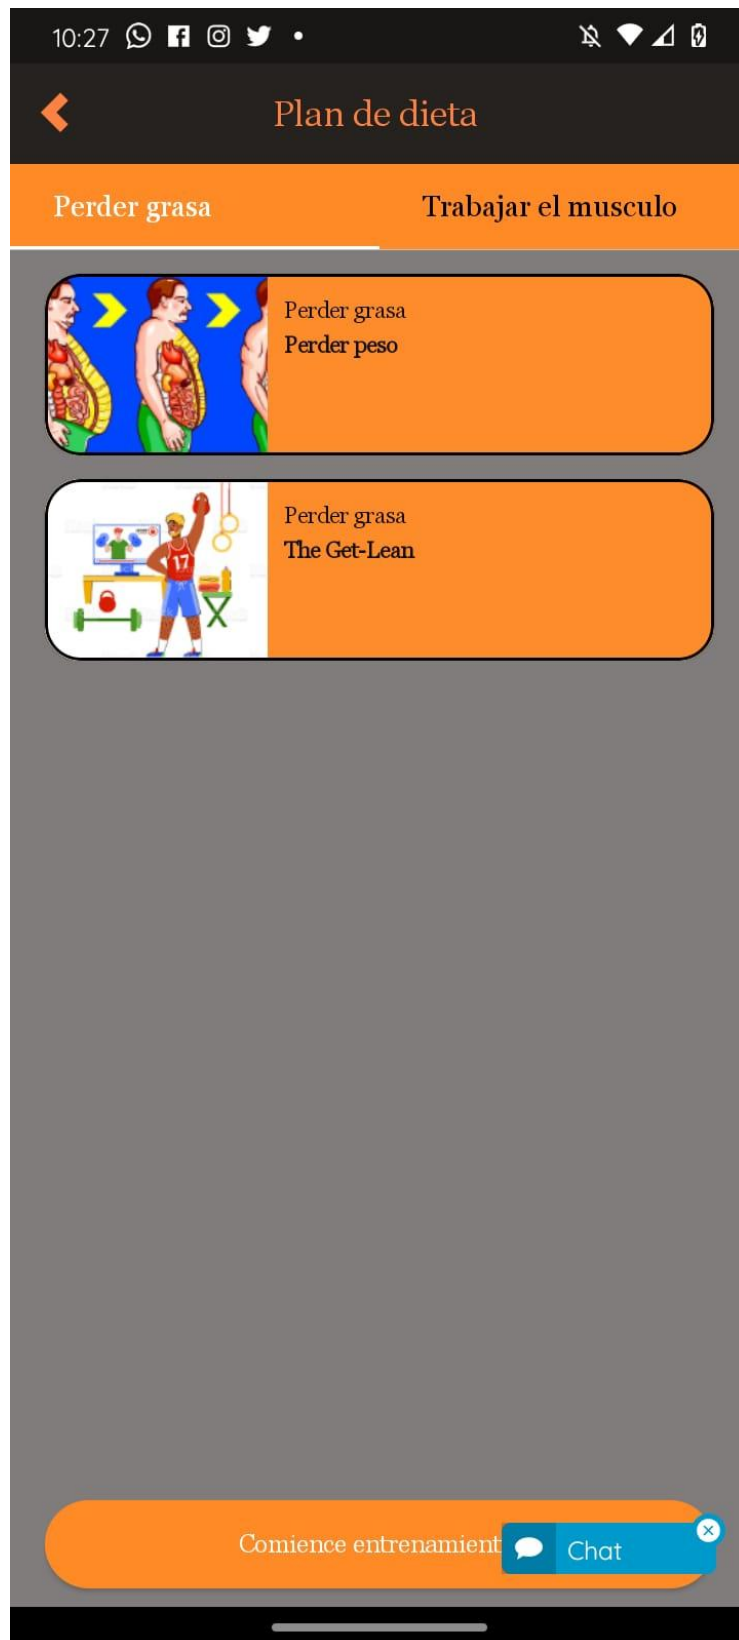 10:27
Plan de dieta
Perder grasa
Trabajar el musculo
Perder grasa
Perder peso
17
Perder grasa
The Get-Lean
Comience entrenamient
Chat